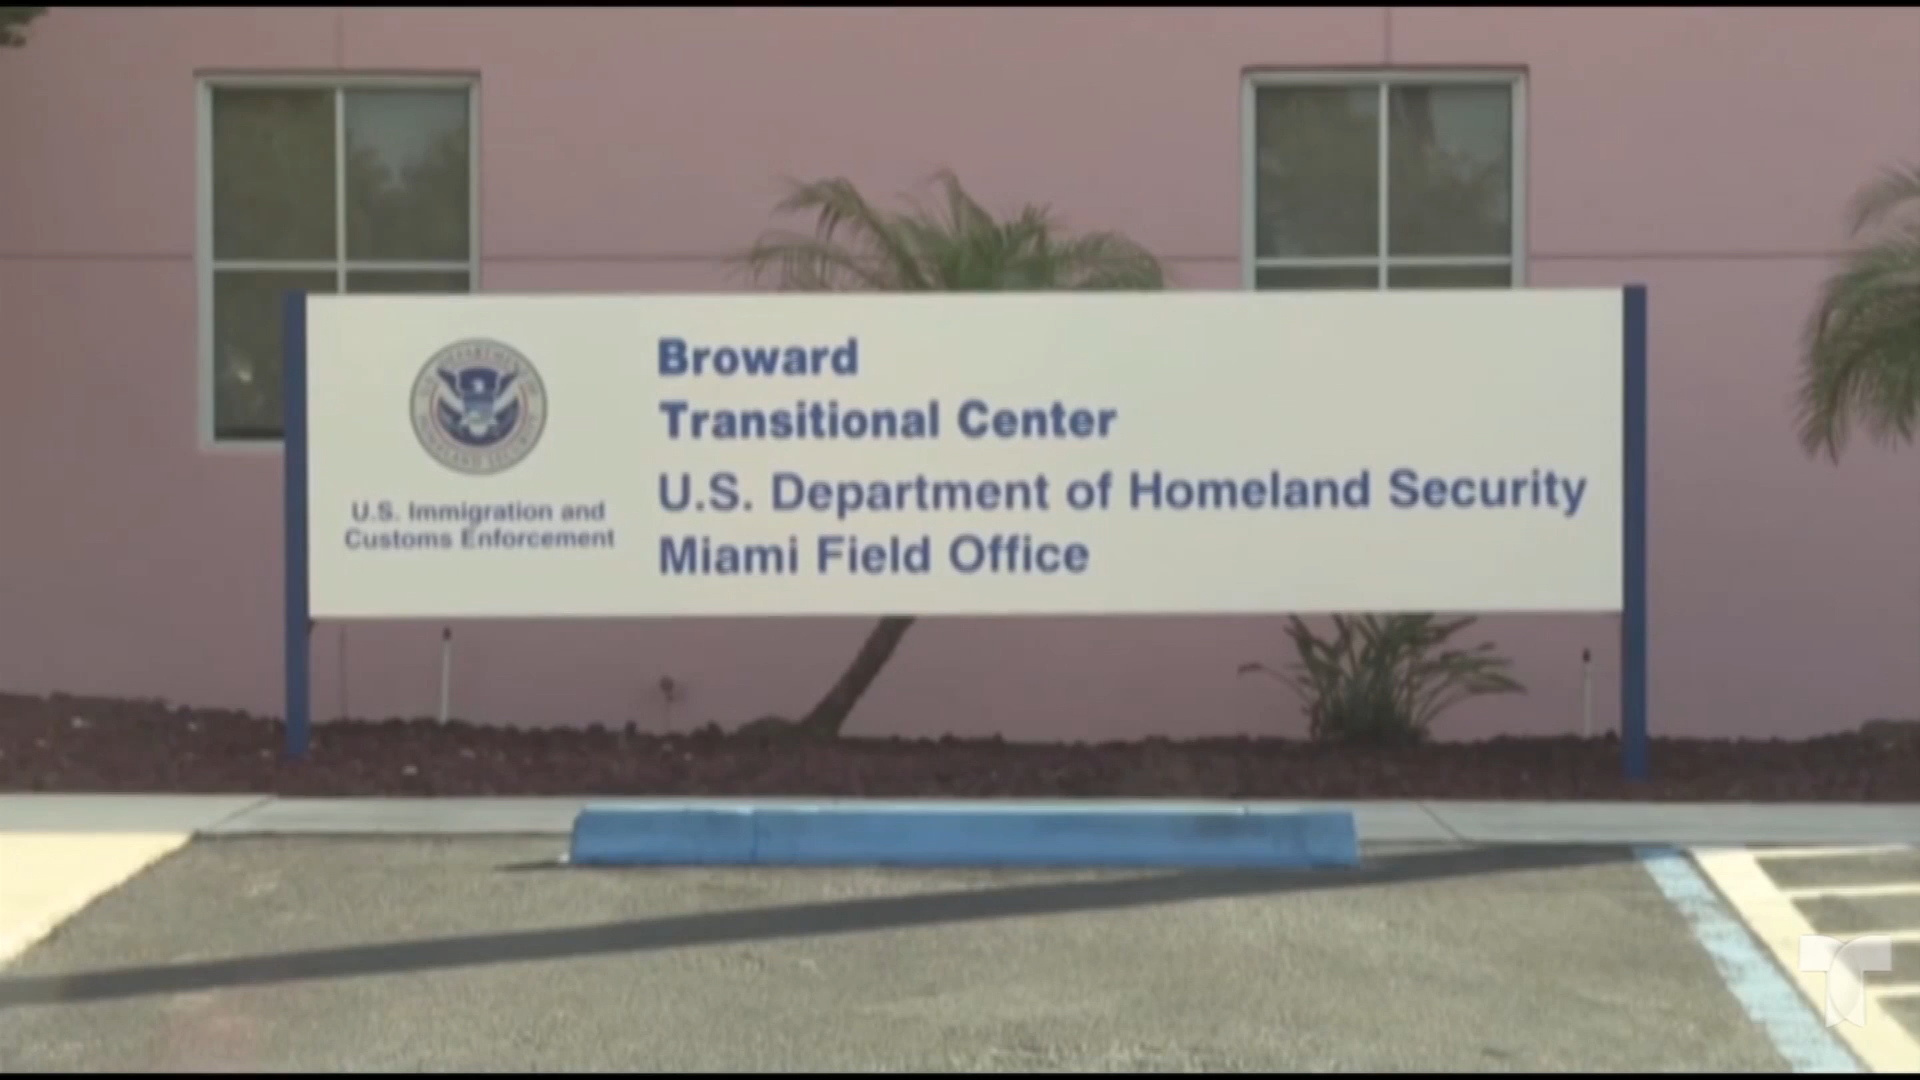 Broward
Transitional Center
U.S. Department of Homeland Security
Miami Field Office
U.S. Immigration and
Customs Enforcement